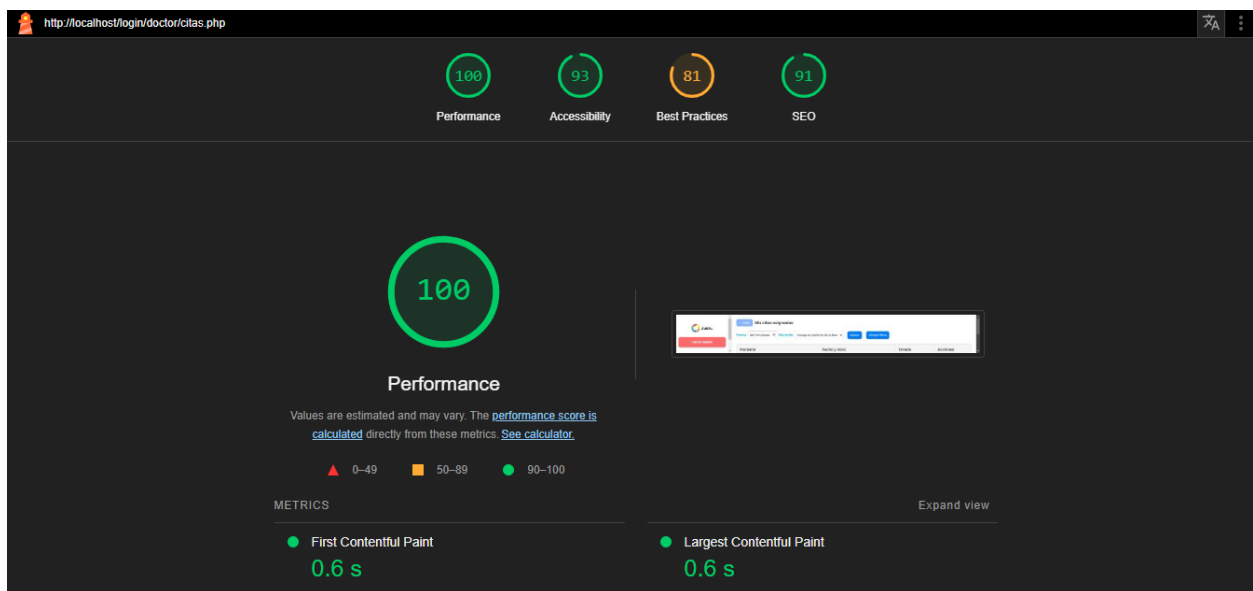 http://localhost/login/doctor/citas.php
100
93
81
91
Performance
Accessibility
Best Practices
SEO
100
Performance
Values are estimated and may vary. The performance score is
calculated directly from these metrics. See calculator.
0–49
50–89
90–100
METRICS
Expand view
First Contentful Paint
0.6 s
Largest Contentful Paint
0.6 s